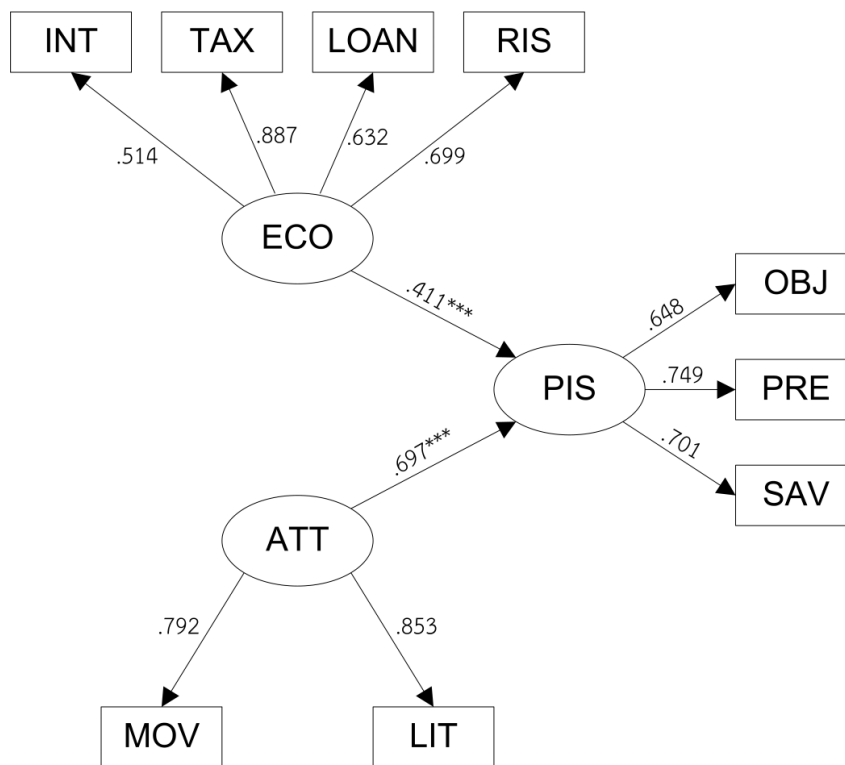 INT TAX LOAN RIS
.514 .887 .632 .699
ECO
.411***
OBJ
.648
PIS
.749
PRE
.697***
.701
SAV
ATT
.792 .853
MOV LIT